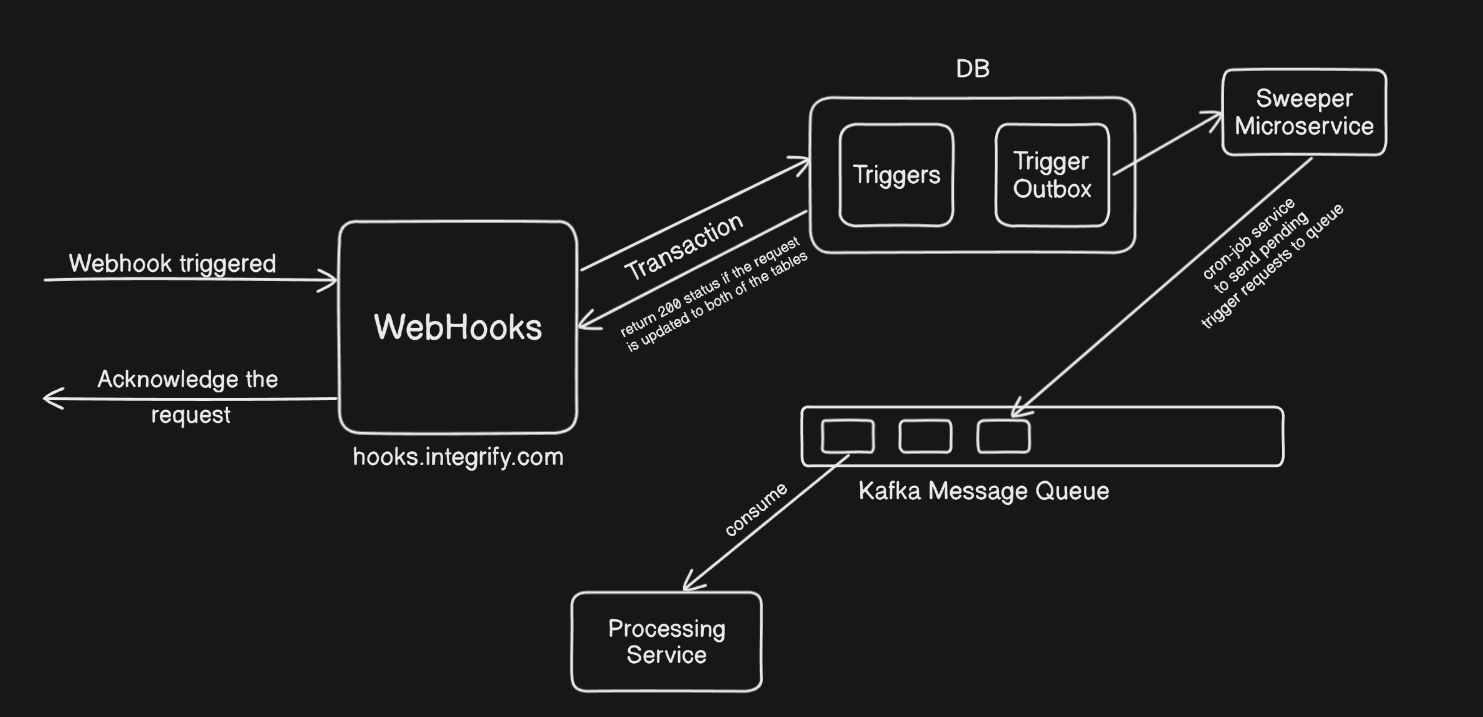 DB
Sweeper
Microservice
Triggers
Trigger
Outbox
Transaction
return 200 status if the request
is updated to both of the tables
cron-job service
to send pending
trigger requests to queue
Webhook triggered
WebHooks
Acknowledge the
request
hooks.integrify.com
Kafka Message Queue
consume
Processing
Service